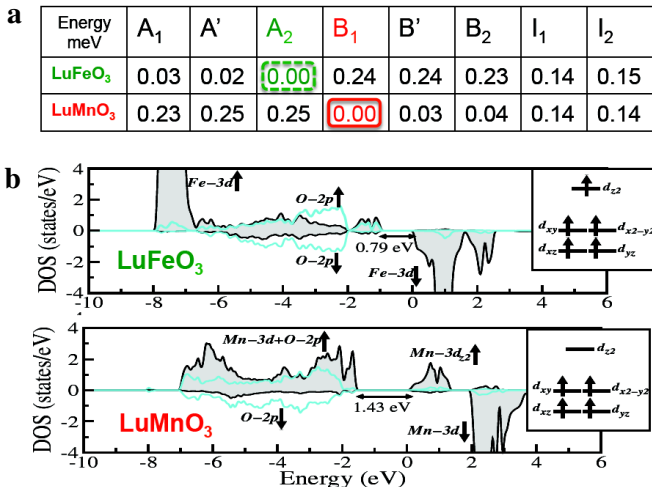 a
Energy meV A₁ A' A₂ B₁ B' B₂ I₁ I₂
LuFeO₃ 0.03 0.02 0.00 0.24 0.24 0.23 0.14 0.15
LuMnO₃ 0.23 0.25 0.25 0.00 0.03 0.04 0.14 0.14
b
DOS (states/eV)
4
2
0
-2
-4
Fe-3d
O-2p
O-2p
0.79 eV
Fe-3d
LuFeO₃
dz2
dxy dx2-y2
dxz dyz
-10 -8 -6 -4 -2 0 2 4 6
DOS (states/eV)
4
2
0
-2
-4
Mn-3d+O-2p
Mn-3dz2
O-2p
1.43 eV
Mn-3d
LuMnO₃
dz2
dxy dx2-y2
dxz dyz
-10 -8 -6 -4 -2 0 2 4 6
Energy (eV)